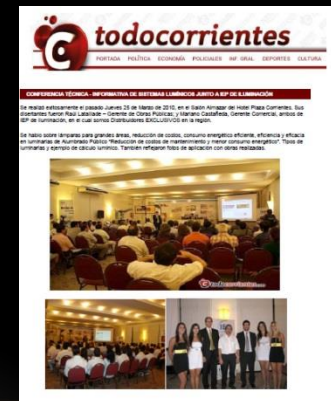 todocorrientes
PORTADA POLÍTICA ECONOMÍA POLICIALES INF. GRAL DEPORTES CULTURA
CONFERENCIA TÉCNICA - INFORMATIVA DE SISTEMAS LUMÍNICOS JUNTO A IEP DE ILUMINACIÓN
Se realizó exitosamente el pasado Jueves 25 de Marzo de 2010, en el Salón Almazar del Hotel Plaza Corrientes. Sus
disertantes fueron Raúl – Gerente de Obras Públicas; y Mariano Castañeda, Gerente Comercial, ambos de
IEP de Iluminación, en el cual somos Distribuidores EXCLUSIVOS en la región.
Se habló sobre lámparas para grandes áreas, reducción de costos, consumo energético eficiente, eficiencia y eficacia
en luminarias de Alumbrado Público "Reducción de costos de mantenimiento y menor consumo energético". Tipos de
luminarias y ejemplo de cálculo lumínico. También reflejaron fotos de aplicación con obras realizadas.
todocorrientes.com